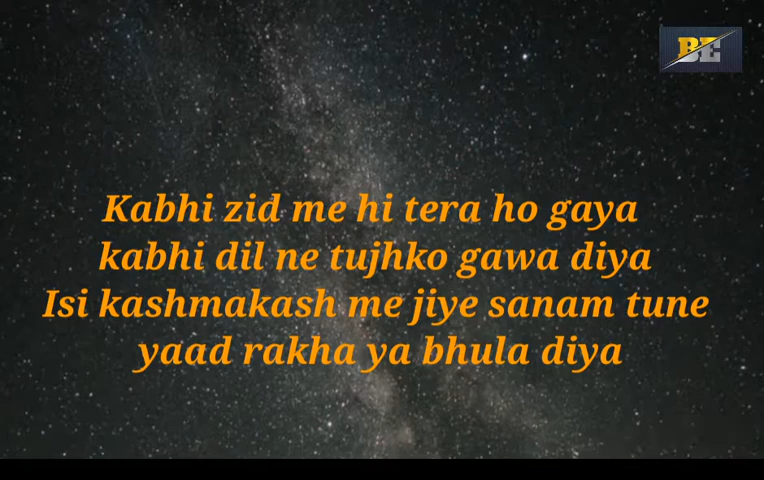 BE
Kabhi zid me hi tera ho gaya
kabhi dil ne tujhko gawa diya
Isi kashmakash me jiye sanam tune
yaad rakha ya bhula diya